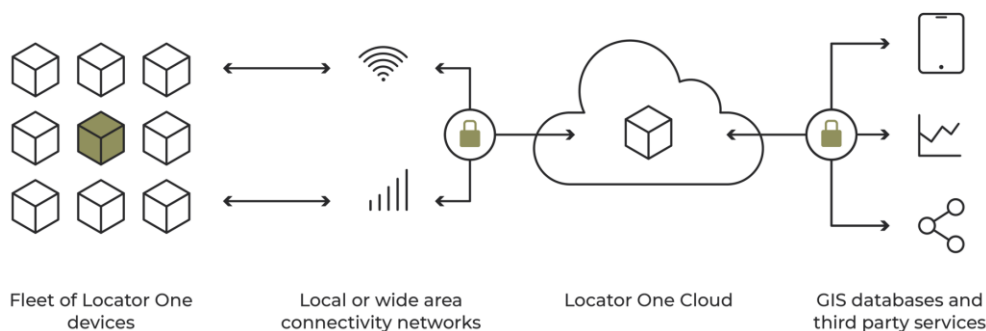 Fleet of Locator One
devices
Local or wide area
connectivity networks
Locator One Cloud
GIS databases and
third party services